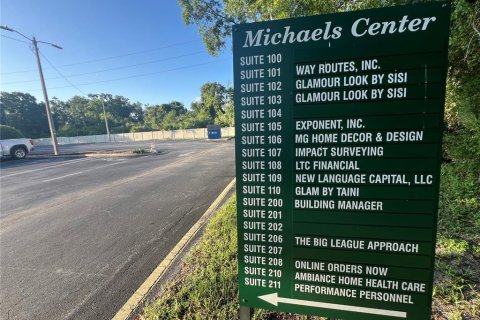 Michaels Center
SUITE 100
SUITE 101 WAY ROUTES, INC.
SUITE 102 GLAMOUR LOOK BY SISI
SUITE 103 GLAMOUR LOOK BY SISI
SUITE 104
SUITE 105 EXPONENT, INC.
SUITE 106 MG HOME DECOR & DESIGN
SUITE 107 IMPACT SURVEYING
SUITE 108 LTC FINANCIAL
SUITE 109 NEW LANGUAGE CAPITAL, LLC
SUITE 110 GLAM BY TAINI
SUITE 200 BUILDING MANAGER
SUITE 201
SUITE 202
SUITE 206 THE BIG LEAGUE APPROACH
SUITE 207
SUITE 208 ONLINE ORDERS NOW
SUITE 210 AMBIANCE HOME HEALTH CARE
SUITE 211 PERFORMANCE PERSONNEL